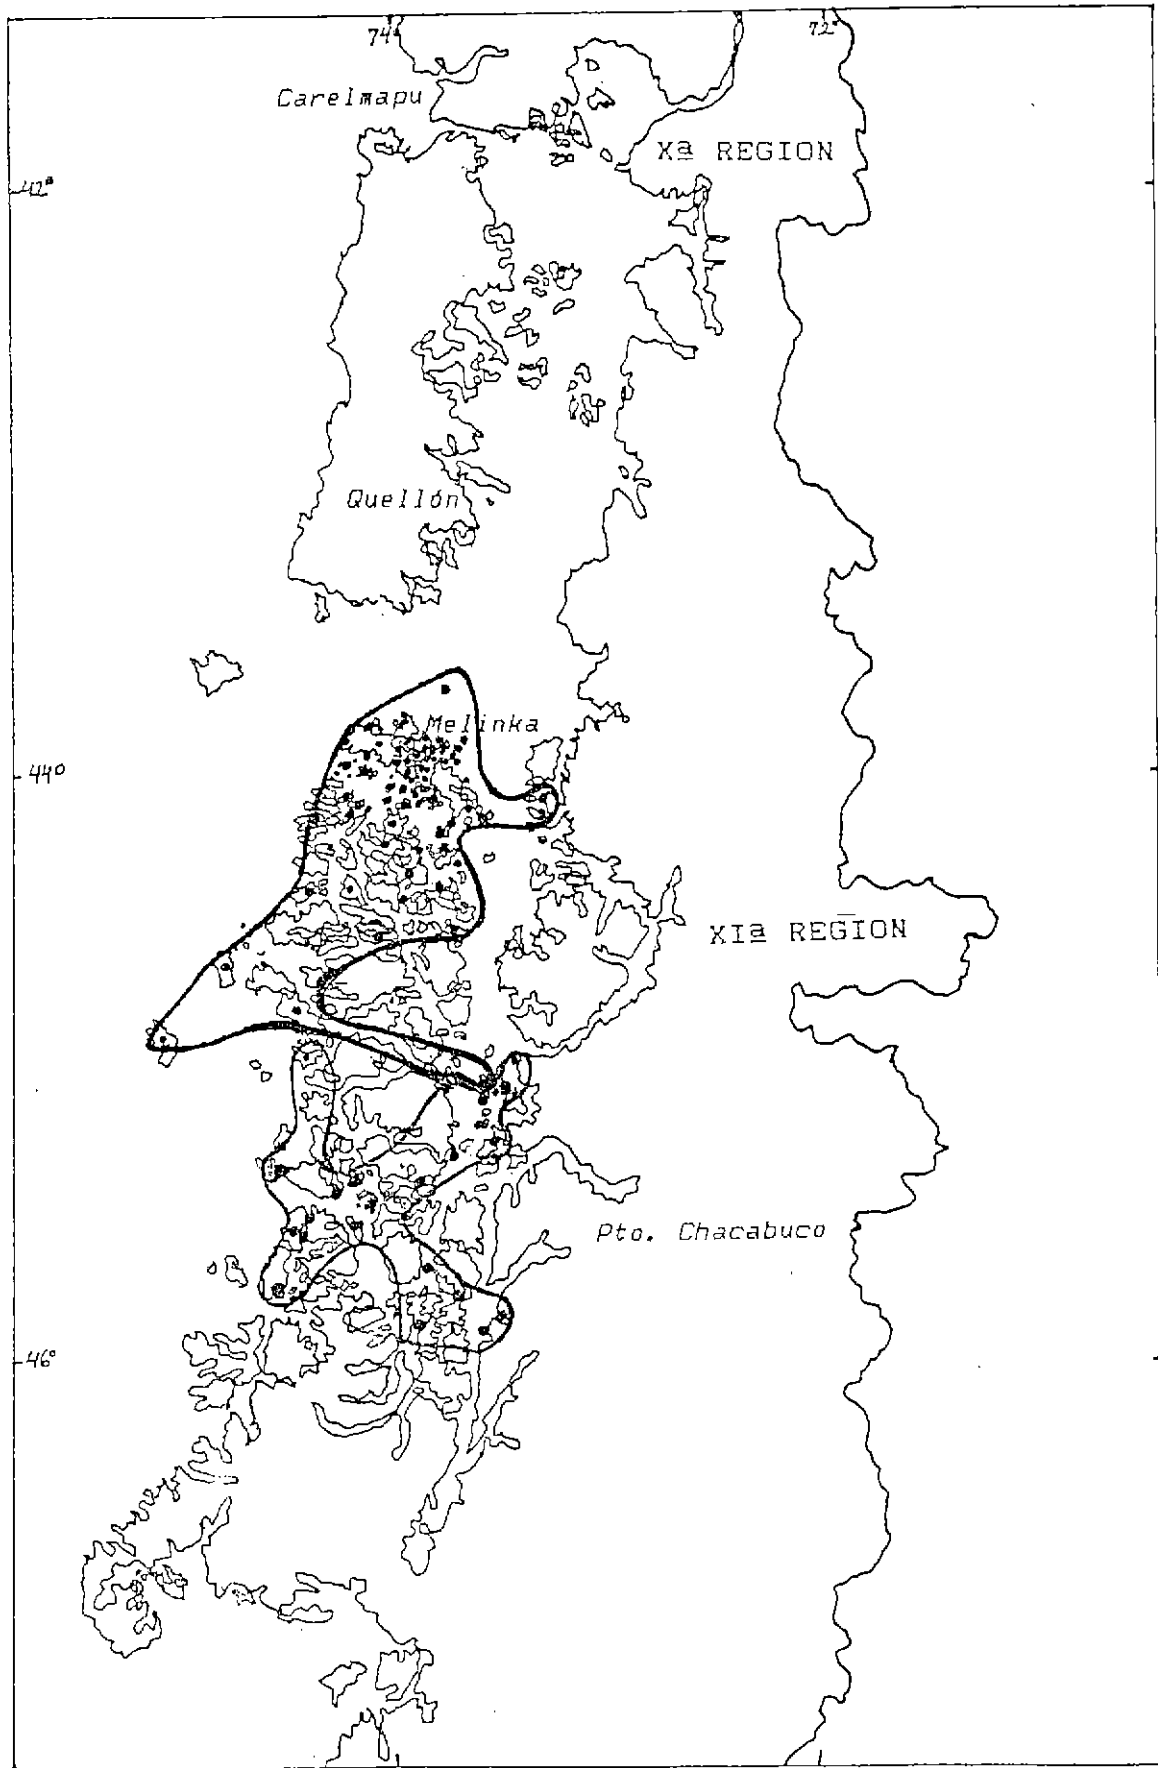 74° 72°
Carelmapu
Xª REGION
42°
Quellón
Melinka
44°
XIª REGION
Pto. Chacabuco
46°